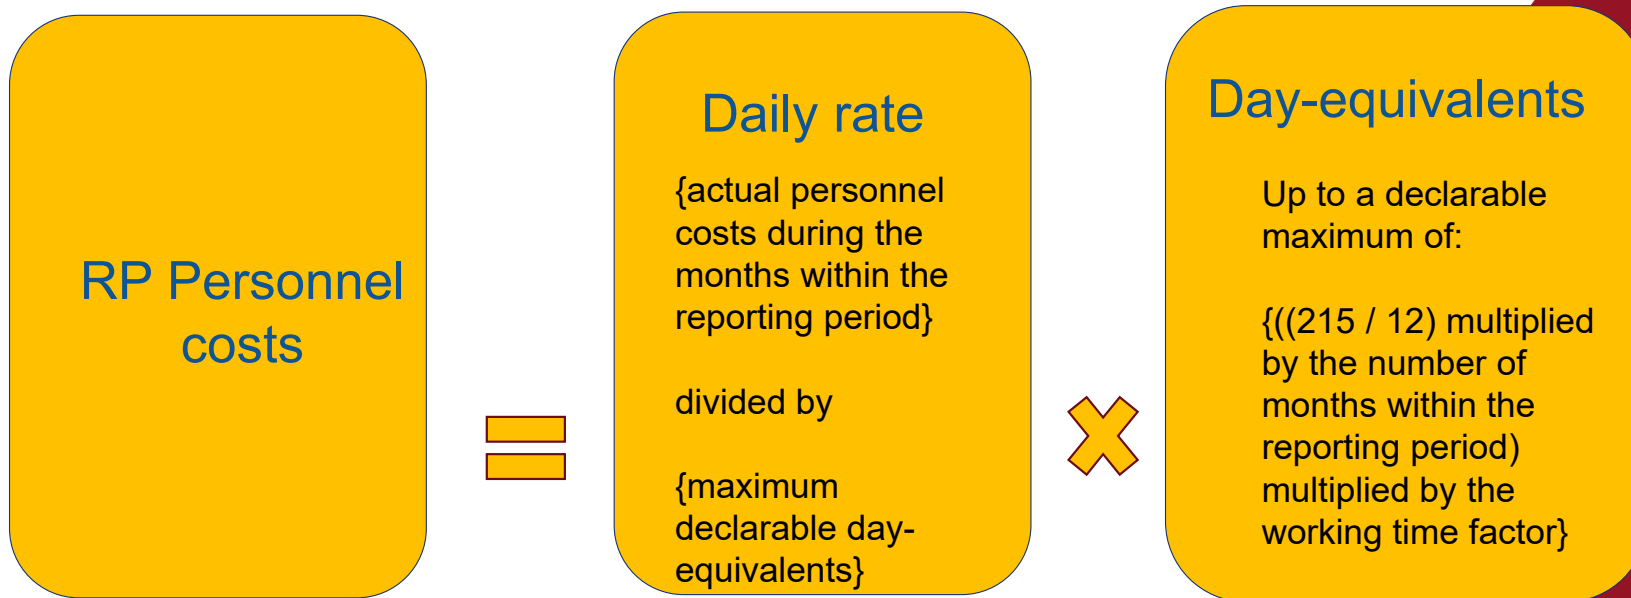 RP Personnel
costs
Daily rate
{actual personnel
costs during the
months within the
reporting period}
divided by
{maximum
declarable day-
equivalents}
Day-equivalents
Up to a declarable
maximum of:
{((215 / 12) multiplied
by the number of
months within the
reporting period)
multiplied by the
working time factor}